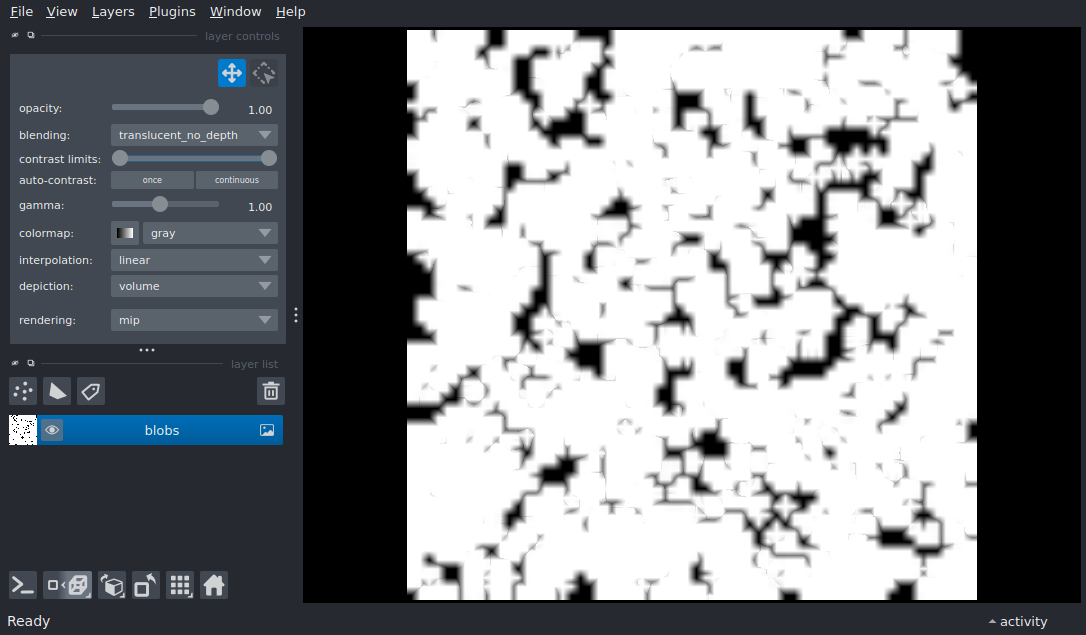 File View Layers Plugins Window Help
layer controls
opacity: 1.00
blending: translucent_no_depth
contrast limits:
auto-contrast: once continuous
gamma: 1.00
colormap: gray
interpolation: linear
depiction: volume
rendering: mip
layer list
blobs
Ready activity